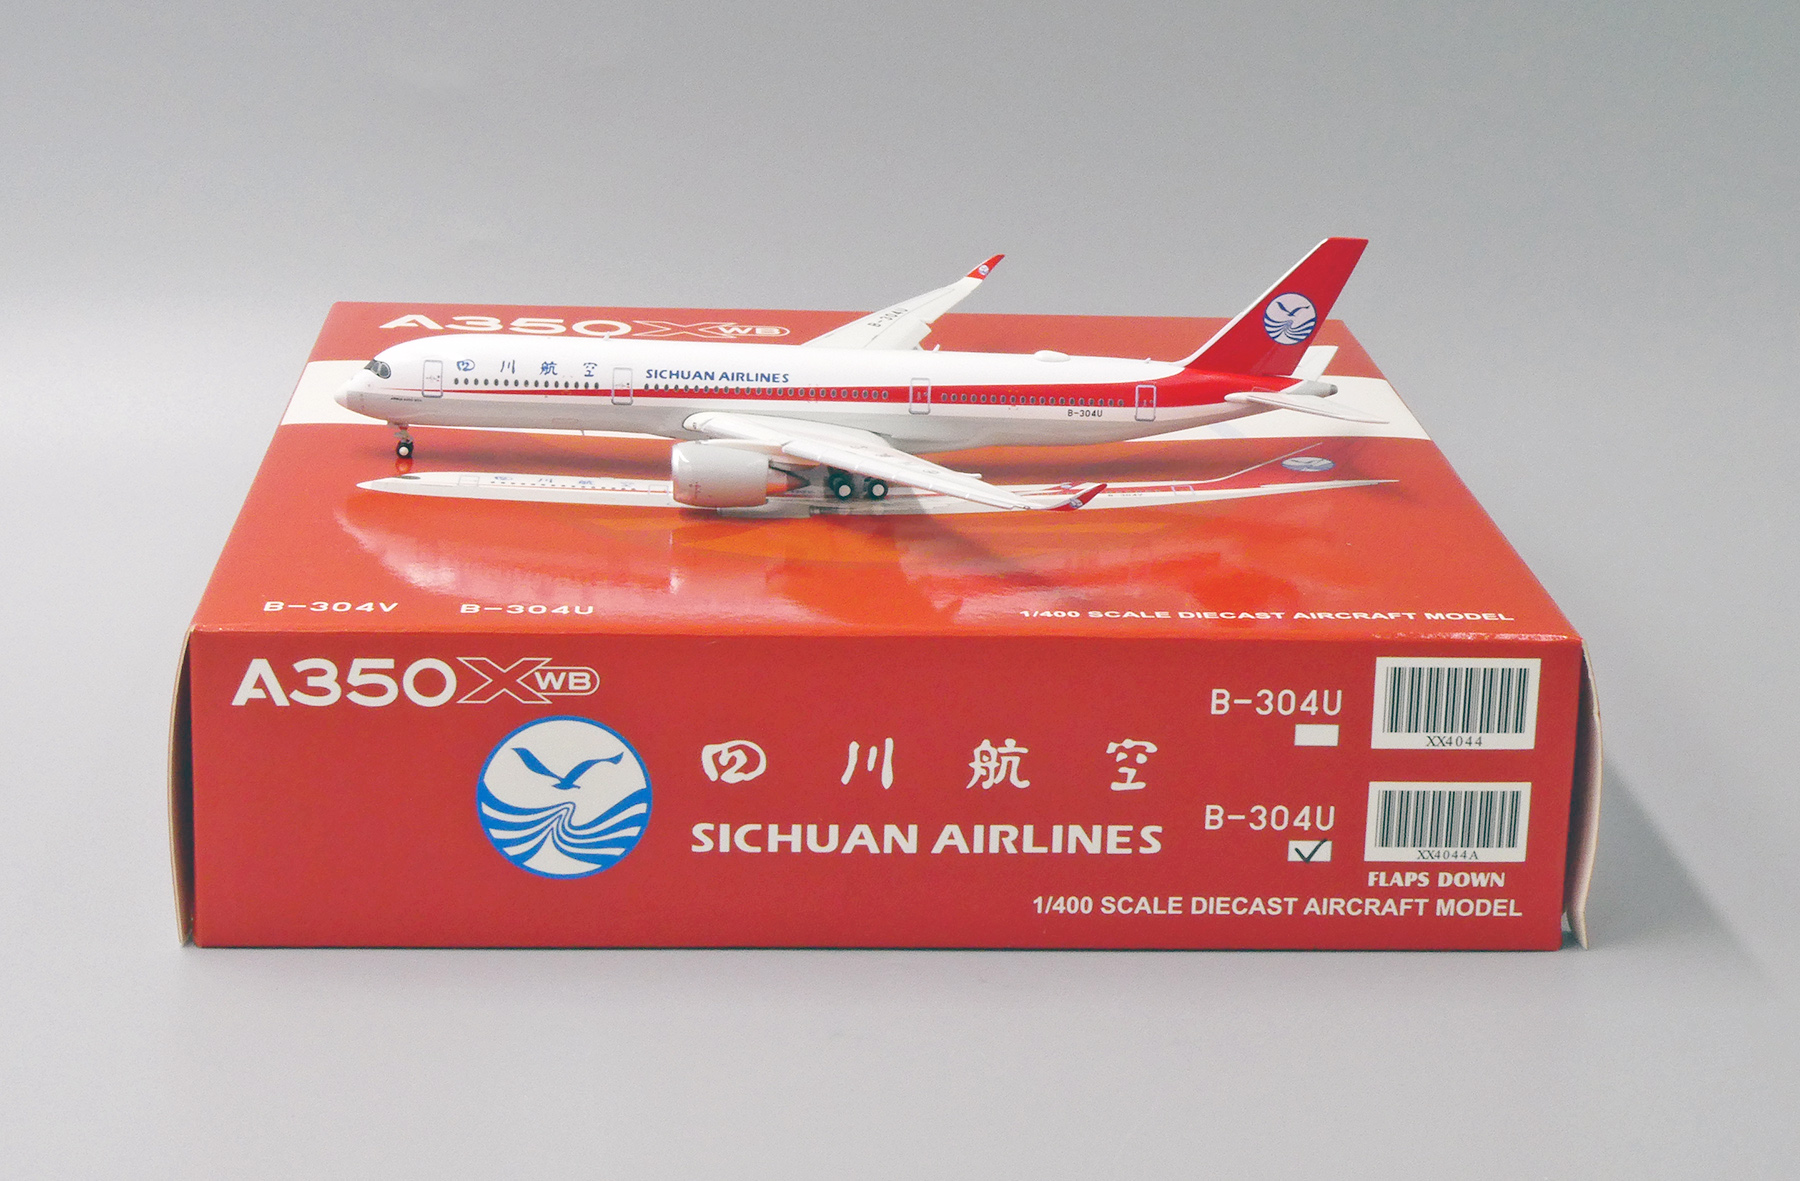 A350XWB
四川航空
SICHUAN AIRLINES
B-304U
B-304U
B-304V B-304U
1/400 SCALE DIECAST AIRCRAFT MODEL
A350XWB
四川航空
SICHUAN AIRLINES
B-304U
XX4044
B-304U
XX4044A
FLAPS DOWN
1/400 SCALE DIECAST AIRCRAFT MODEL